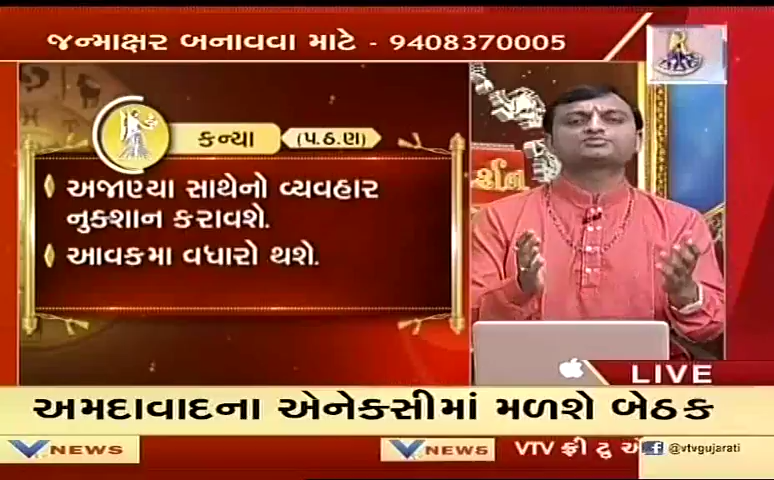 જન્માક્ષર બનાવવા માટે - 9408370005
કન્યા
(પ.ઠ.ણ)
અજાણ્યા સાથેનો વ્યવહાર
નુક્શાન કરાવશે.
આવકમા વધારો થશે.
ર્શન
LIVE
અમદાવાદના એનેક્સીમાં મળશે બેઠક
NEWS
NEWS
VTV ફ્રી ટુ એ
@vtvgujarati